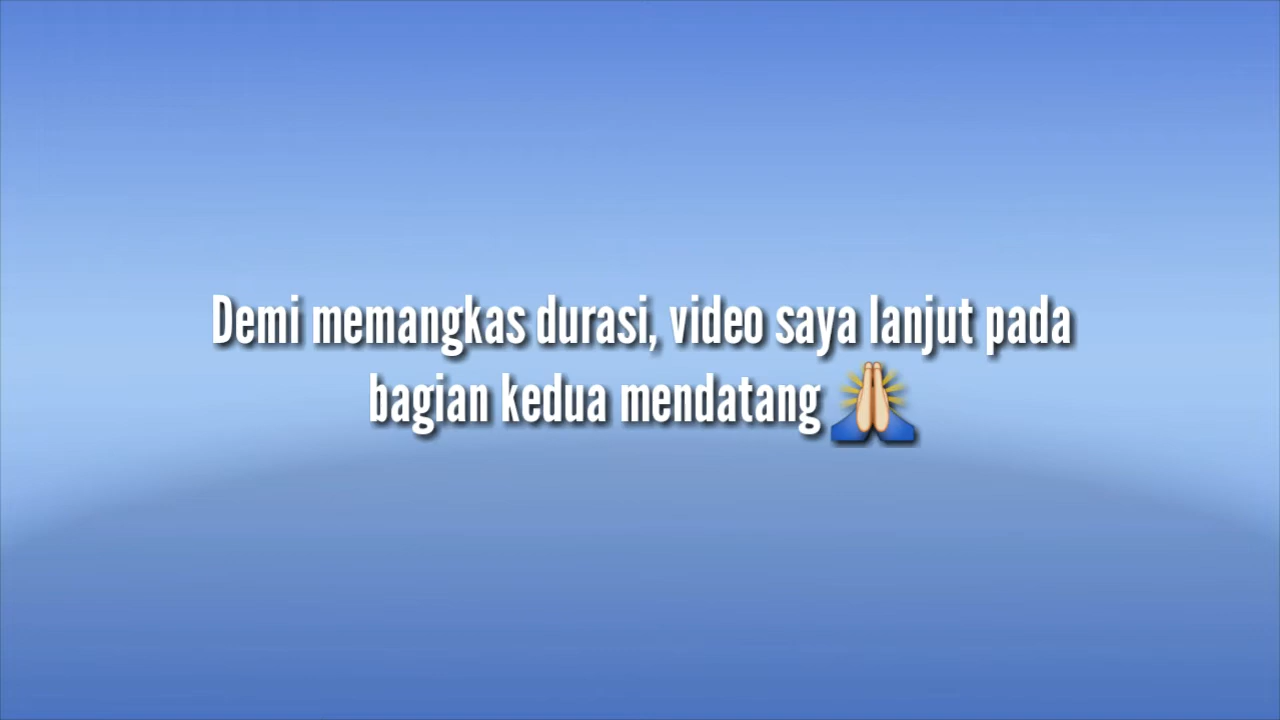 Demi memangkas durasi, video saya lanjut pada
bagian kedua mendatang 🙏